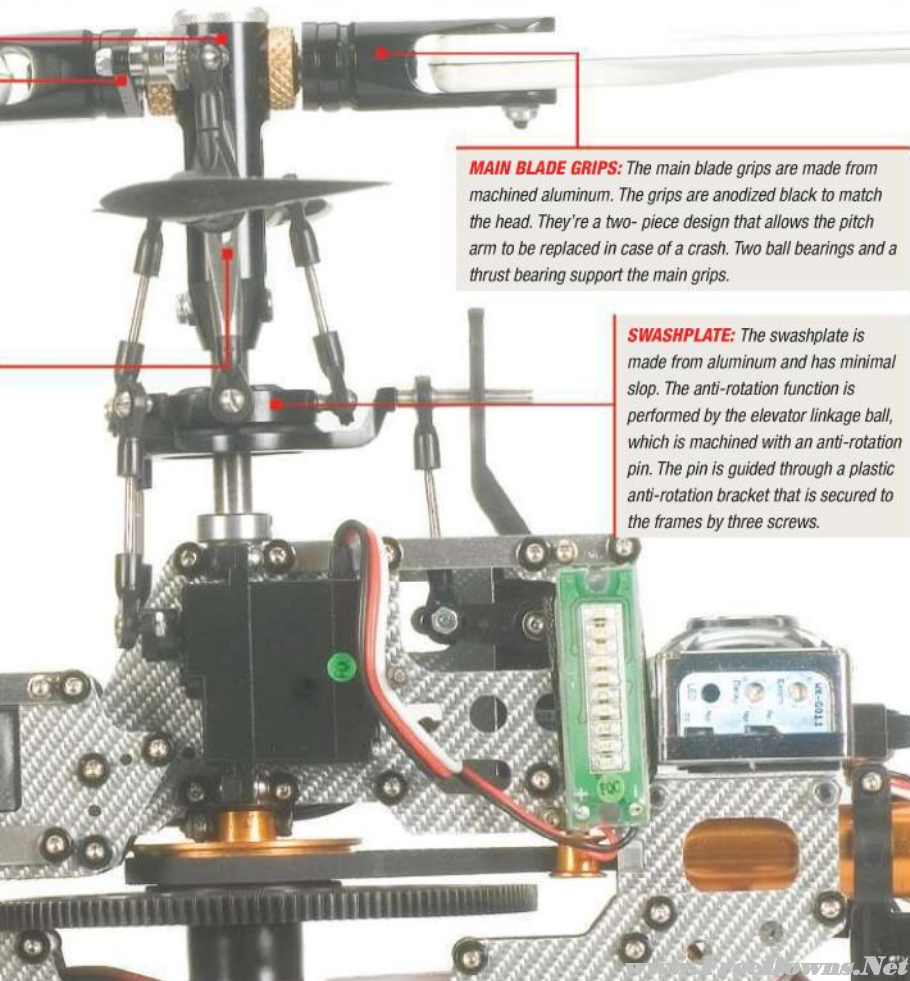 MAIN BLADE GRIPS: The main blade grips are made from
machined aluminum. The grips are anodized black to match
the head. They're a two- piece design that allows the pitch
arm to be replaced in case of a crash. Two ball bearings and a
thrust bearing support the main grips.
SWASHPLATE: The swashplate is
made from aluminum and has minimal
slop. The anti-rotation function is
performed by the elevator linkage ball,
which is machined with an anti-rotation
pin. The pin is guided through a plastic
anti-rotation bracket that is secured to
the frames by three screws.
WK-G011
Extent
Delay
LED
+ -